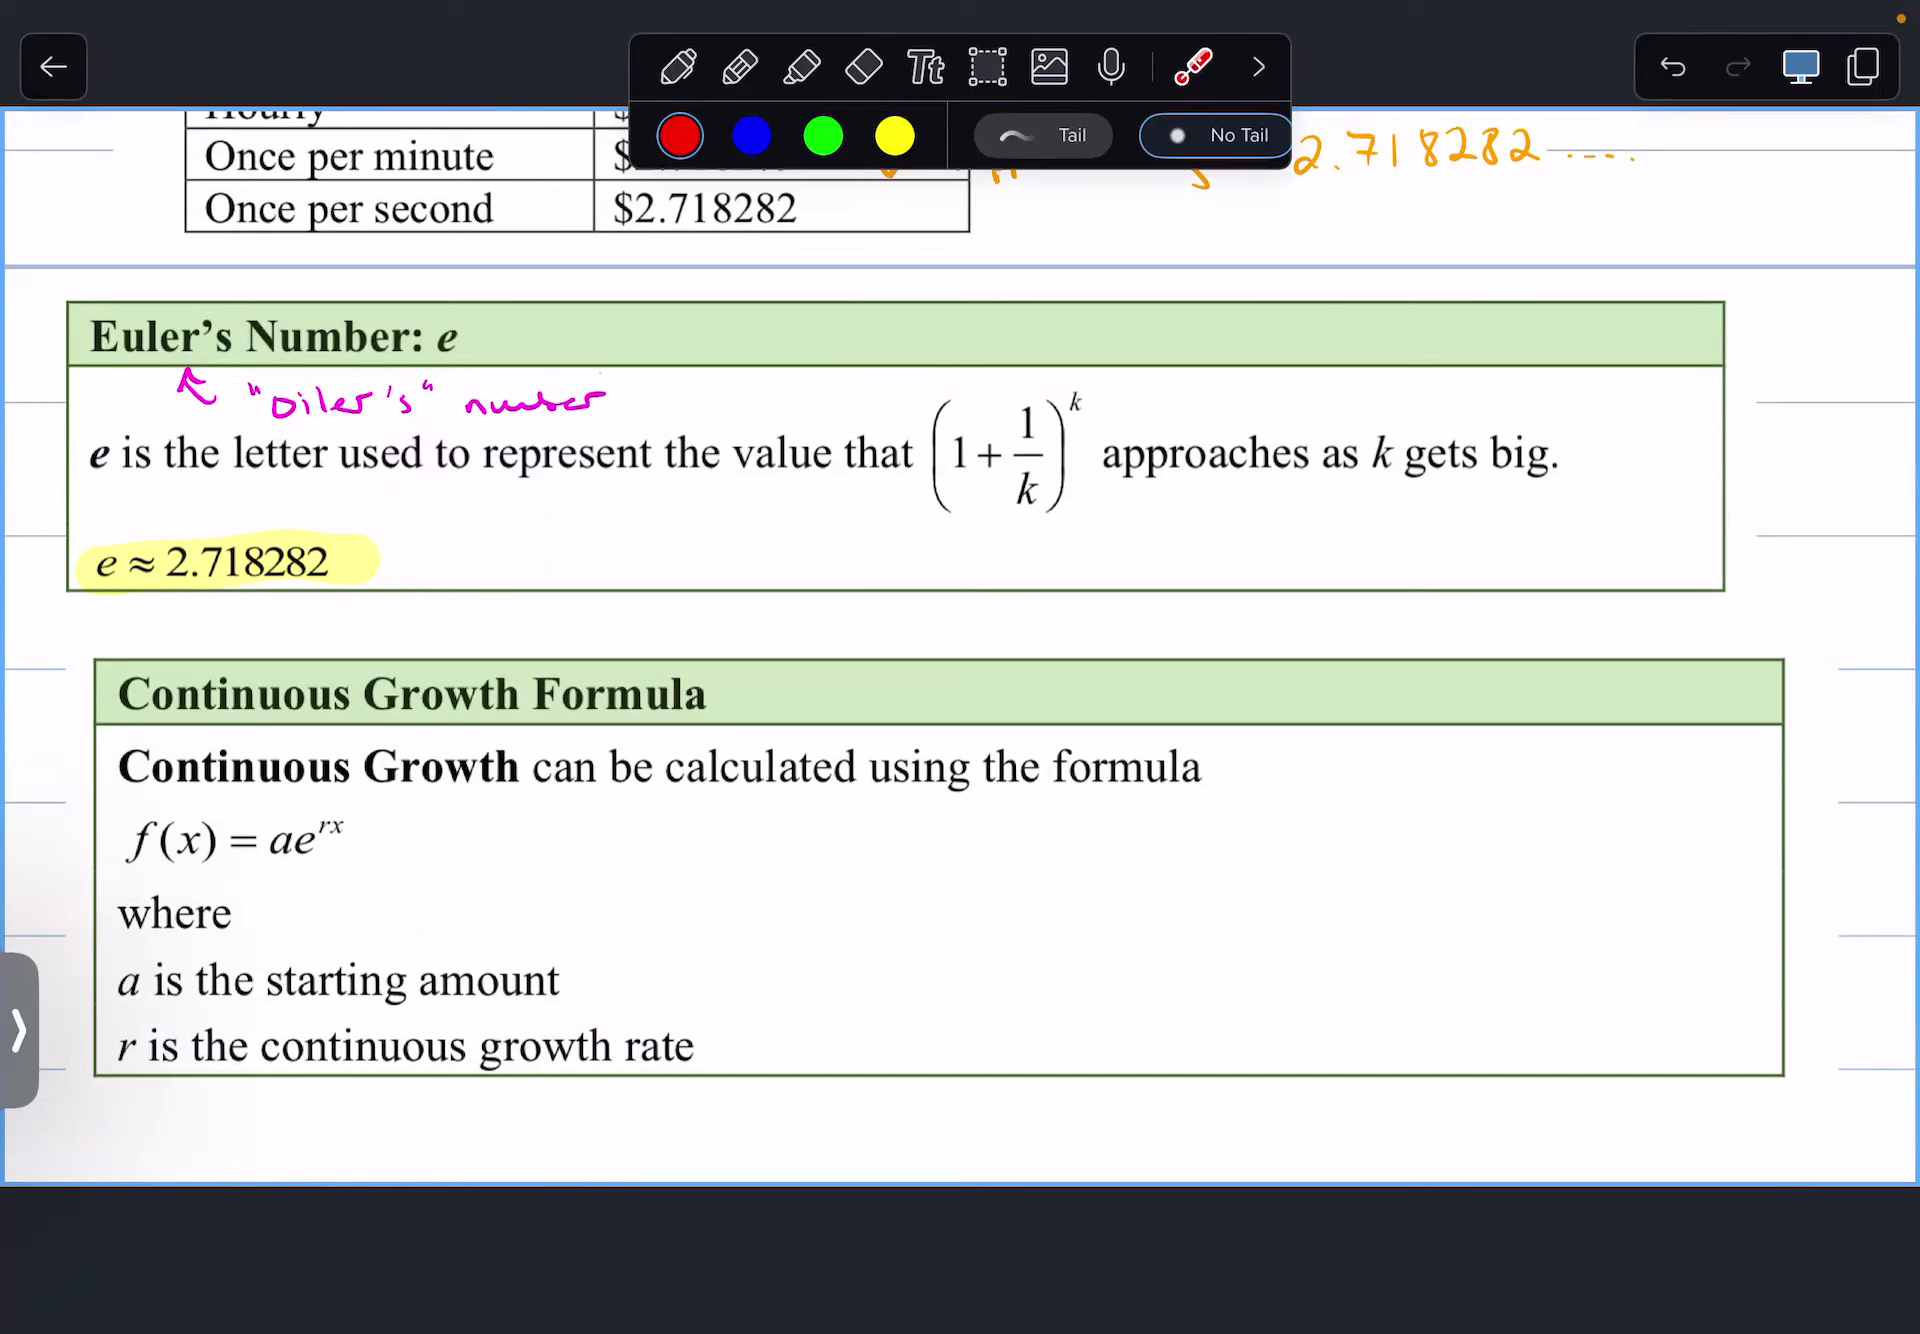 Tt
Tail
No Tail
Hourly
Once per minute $
2.718282 ....
Once per second $2.718282
Euler’s Number: e
"Oiler's" number
e is the letter used to represent the value that (1 + 1/k)^k approaches as k gets big.
e ≈ 2.718282
Continuous Growth Formula
Continuous Growth can be calculated using the formula
f(x) = ae^rx
where
a is the starting amount
r is the continuous growth rate